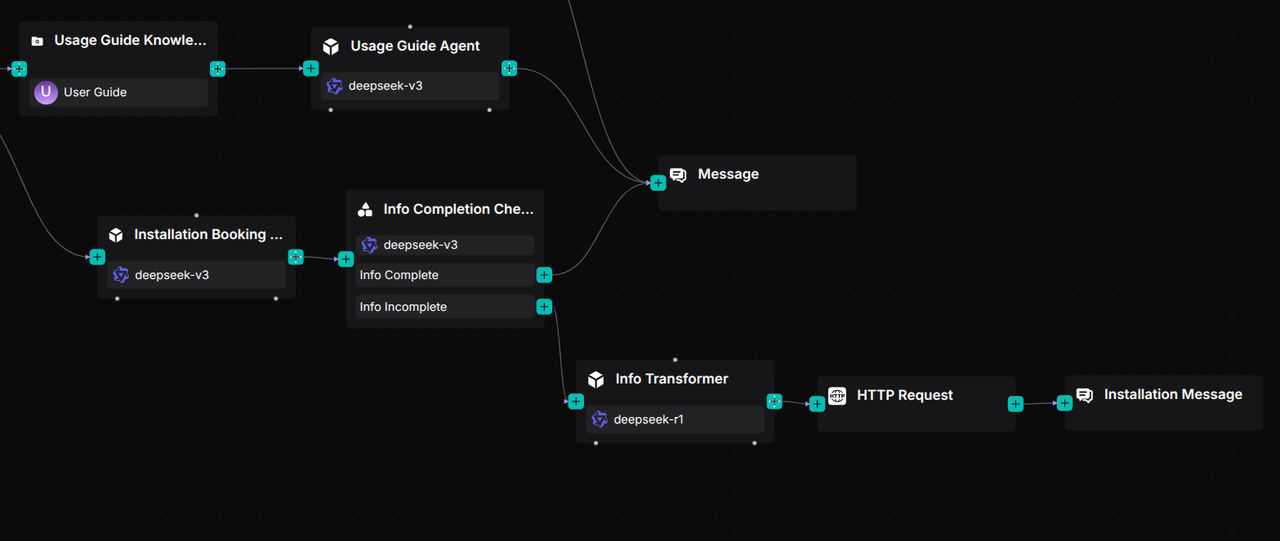 Usage Guide Knowle...
U
User Guide
Usage Guide Agent
deepseek-v3
Message
Installation Booking ...
deepseek-v3
Info Completion Che...
deepseek-v3
Info Complete
Info Incomplete
Info Transformer
deepseek-r1
HTTP
HTTP Request
Installation Message